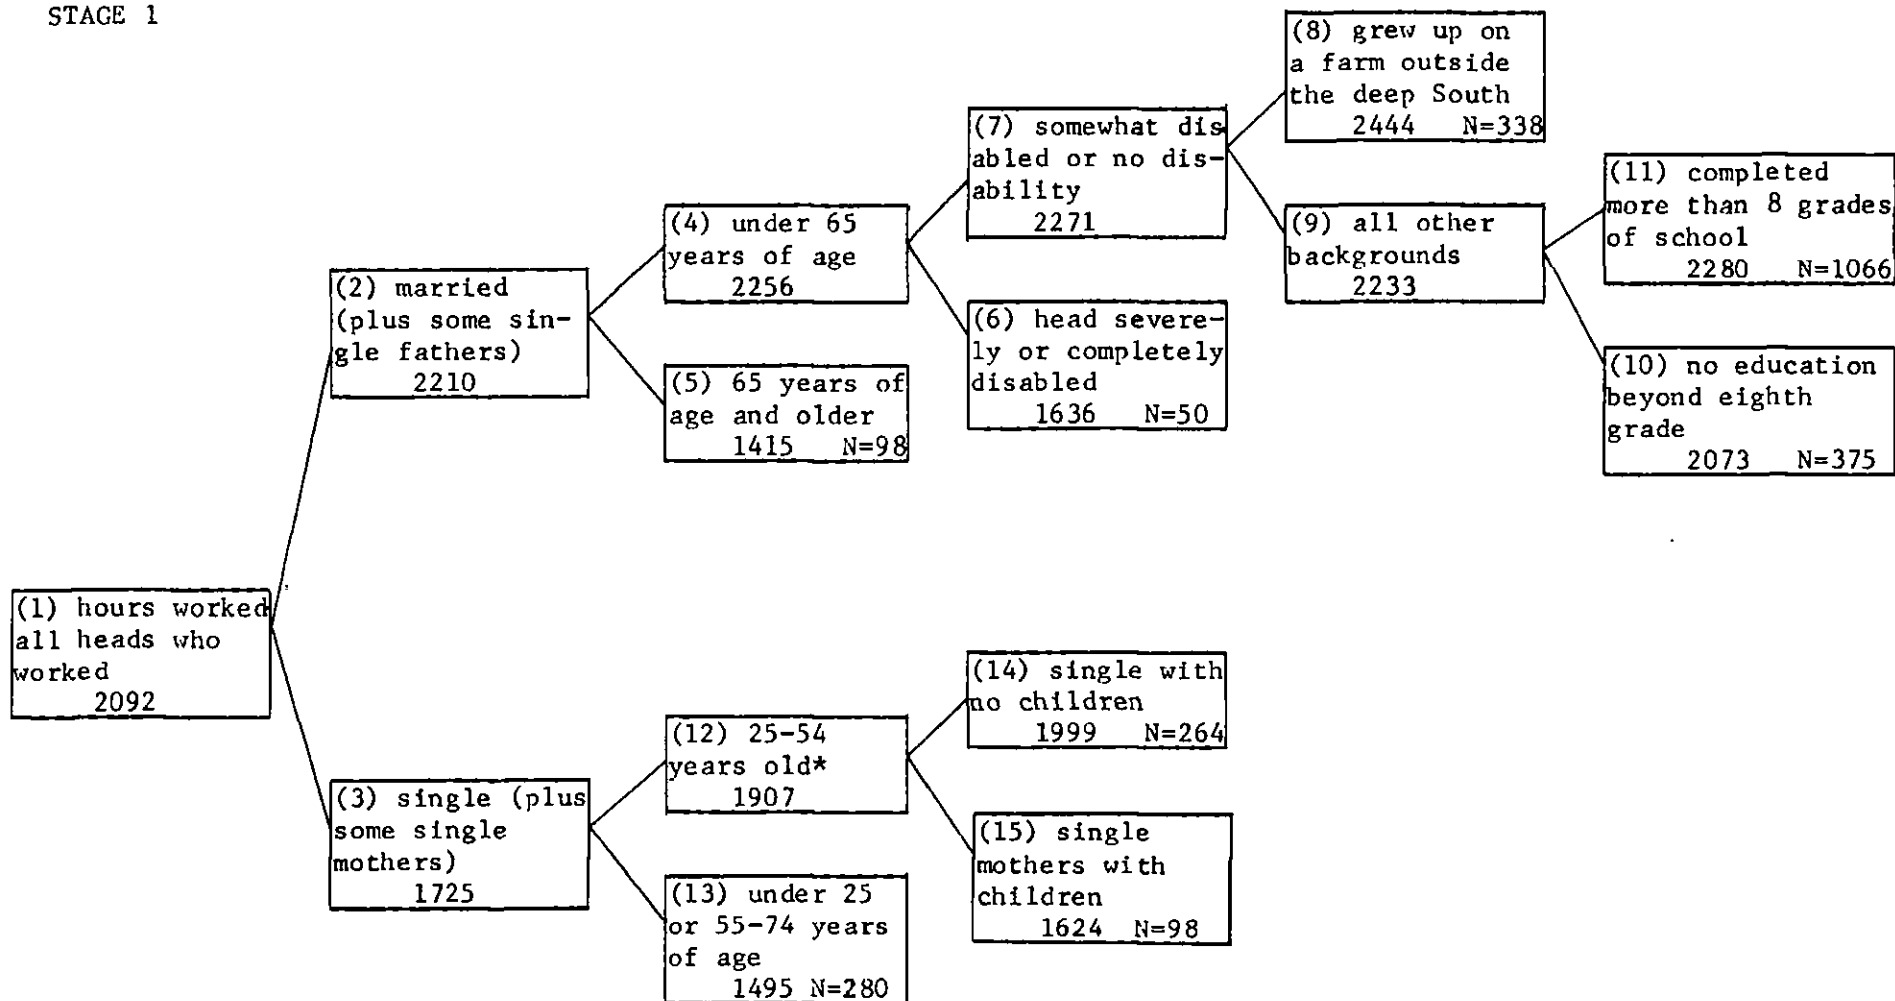 STAGE 1
(1) hours worked
all heads who
worked
2092
(2) married
(plus some sin-
gle fathers)
2210
(3) single (plus
some single
mothers)
1725
(4) under 65
years of age
2256
(5) 65 years of
age and older
1415 N=98
(12) 25-54
years old*
1907
(13) under 25
or 55-74 years
of age
1495 N=280
(7) somewhat dis
abled or no dis-
ability
2271
(6) head severe-
ly or completely
disabled
1636 N=50
(14) single with
no children
1999 N=264
(15) single
mothers with
children
1624 N=98
(8) grew up on
a farm outside
the deep South
2444 N=338
(9) all other
backgrounds
2233
(11) completed
more than 8 grades
of school
2280 N=1066
(10) no education
beyond eighth
grade
2073 N=375